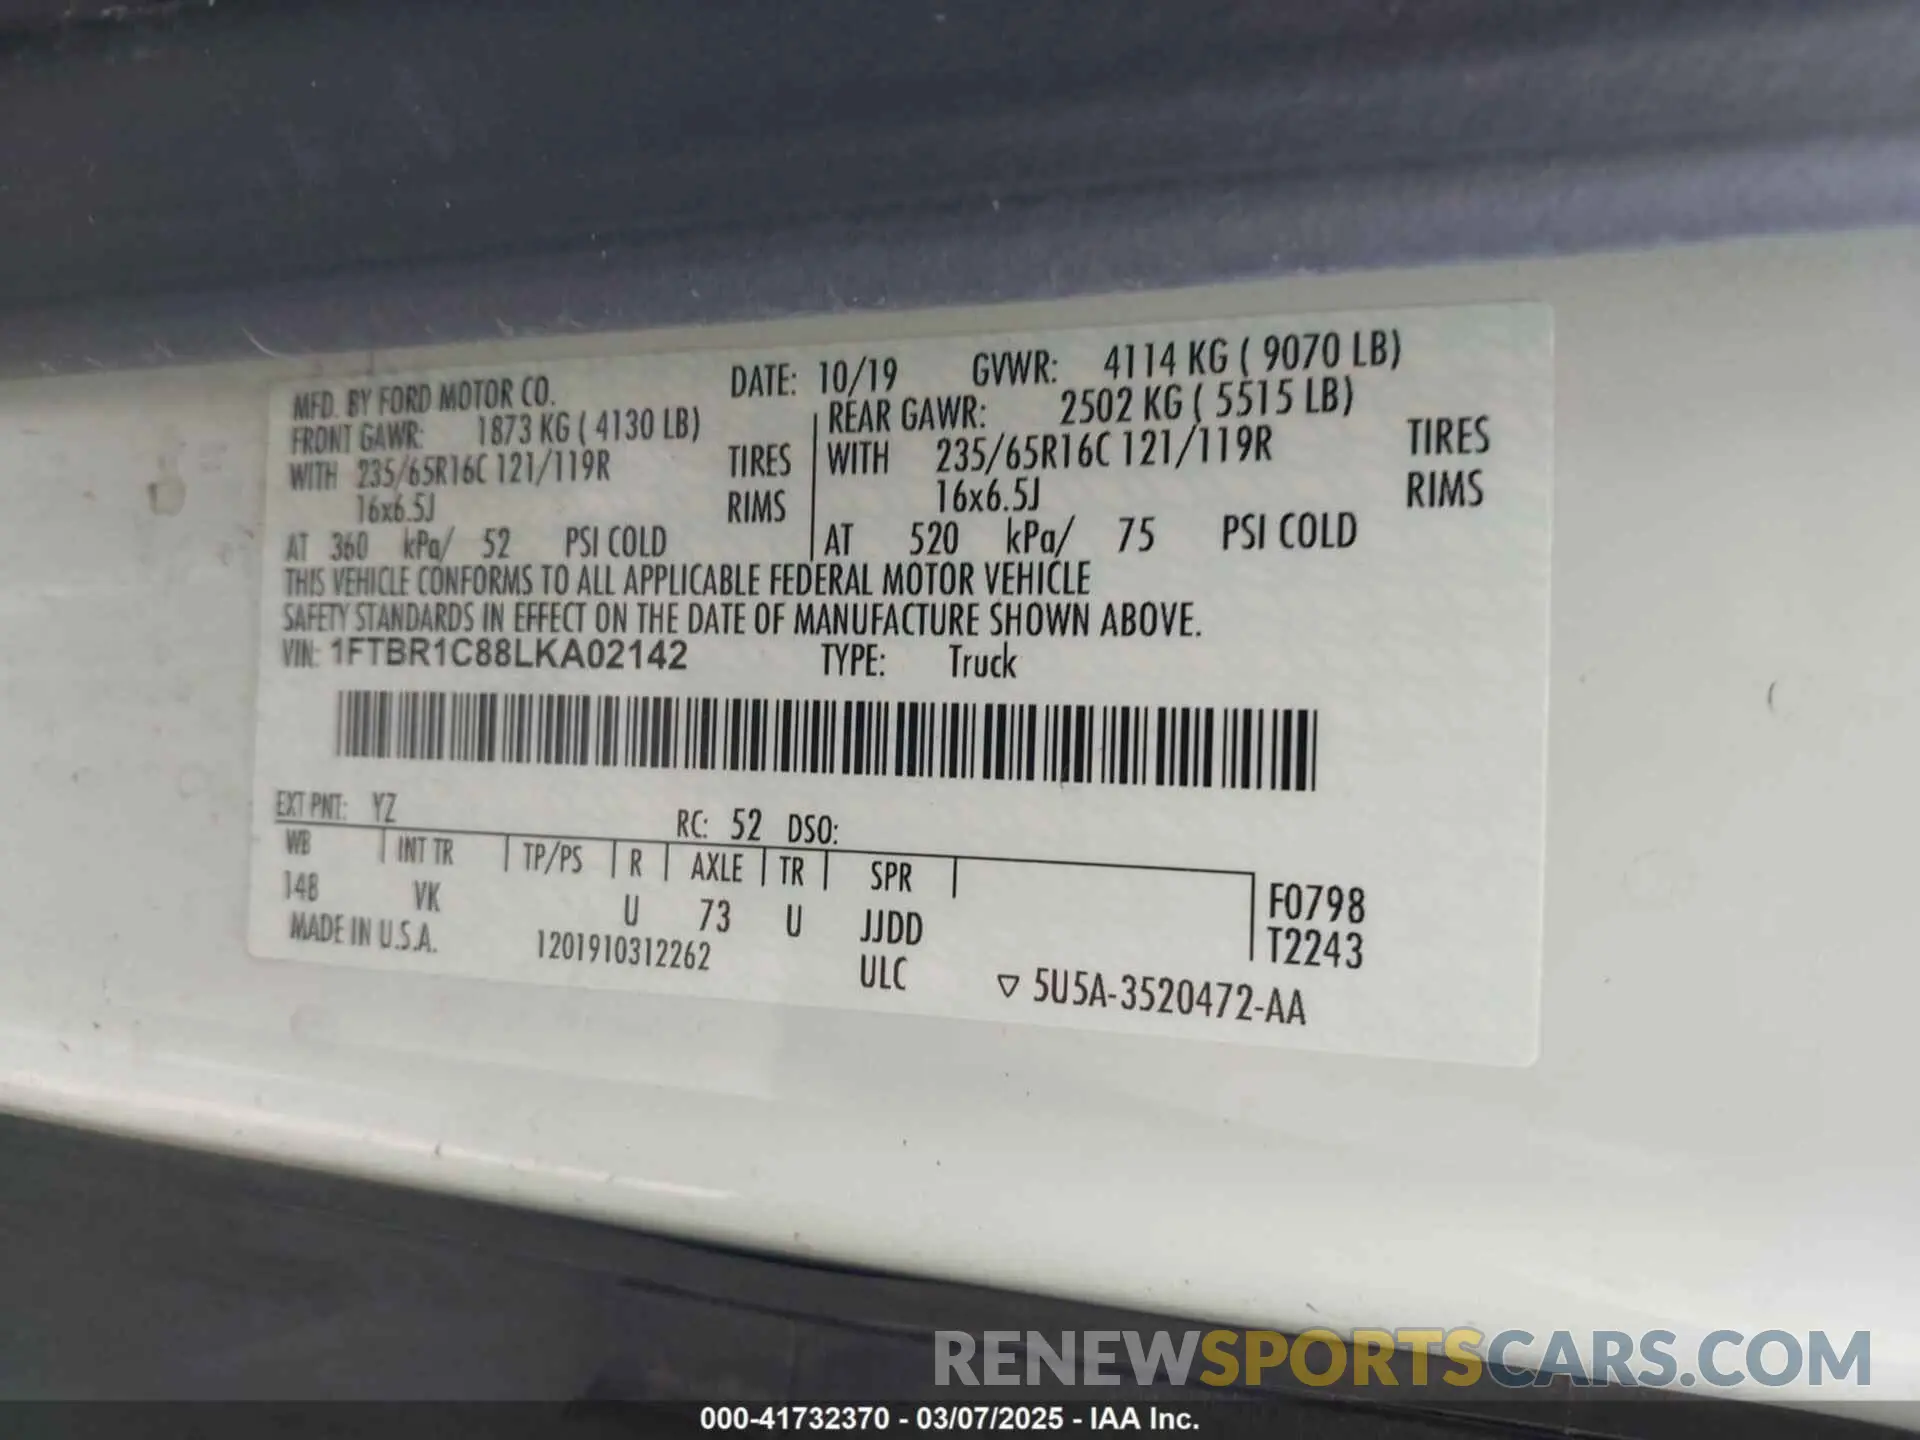 MFD. BY FORD MOTOR CO. DATE: 10/19 GVWR: 4114 KG ( 9070 LB)
FRONT GAWR: 1873 KG ( 4130 LB) REAR GAWR: 2502 KG ( 5515 LB)
WITH 235/65R16C 121/119R TIRES WITH 235/65R16C 121/119R TIRES
16x6.5J RIMS 16x6.5J RIMS
AT 360 kPa/ 52 PSI COLD AT 520 kPa/ 75 PSI COLD
THIS VEHICLE CONFORMS TO ALL APPLICABLE FEDERAL MOTOR VEHICLE
SAFETY STANDARDS IN EFFECT ON THE DATE OF MANUFACTURE SHOWN ABOVE.
VIN: 1FTBR1C88LKA02142 TYPE: Truck
EXT PNT: YZ RC: 52 DSO:
WB INT TR TP/PS R AXLE TR SPR
148 VK U 73 U JJDD F0798
MADE IN U.S.A. 1201910312262 ULC T2243
▽ 5U5A-3520472-AA
RENEWSPORTSCARS.COM
000-41732370 - 03/07/2025 - IAA Inc.